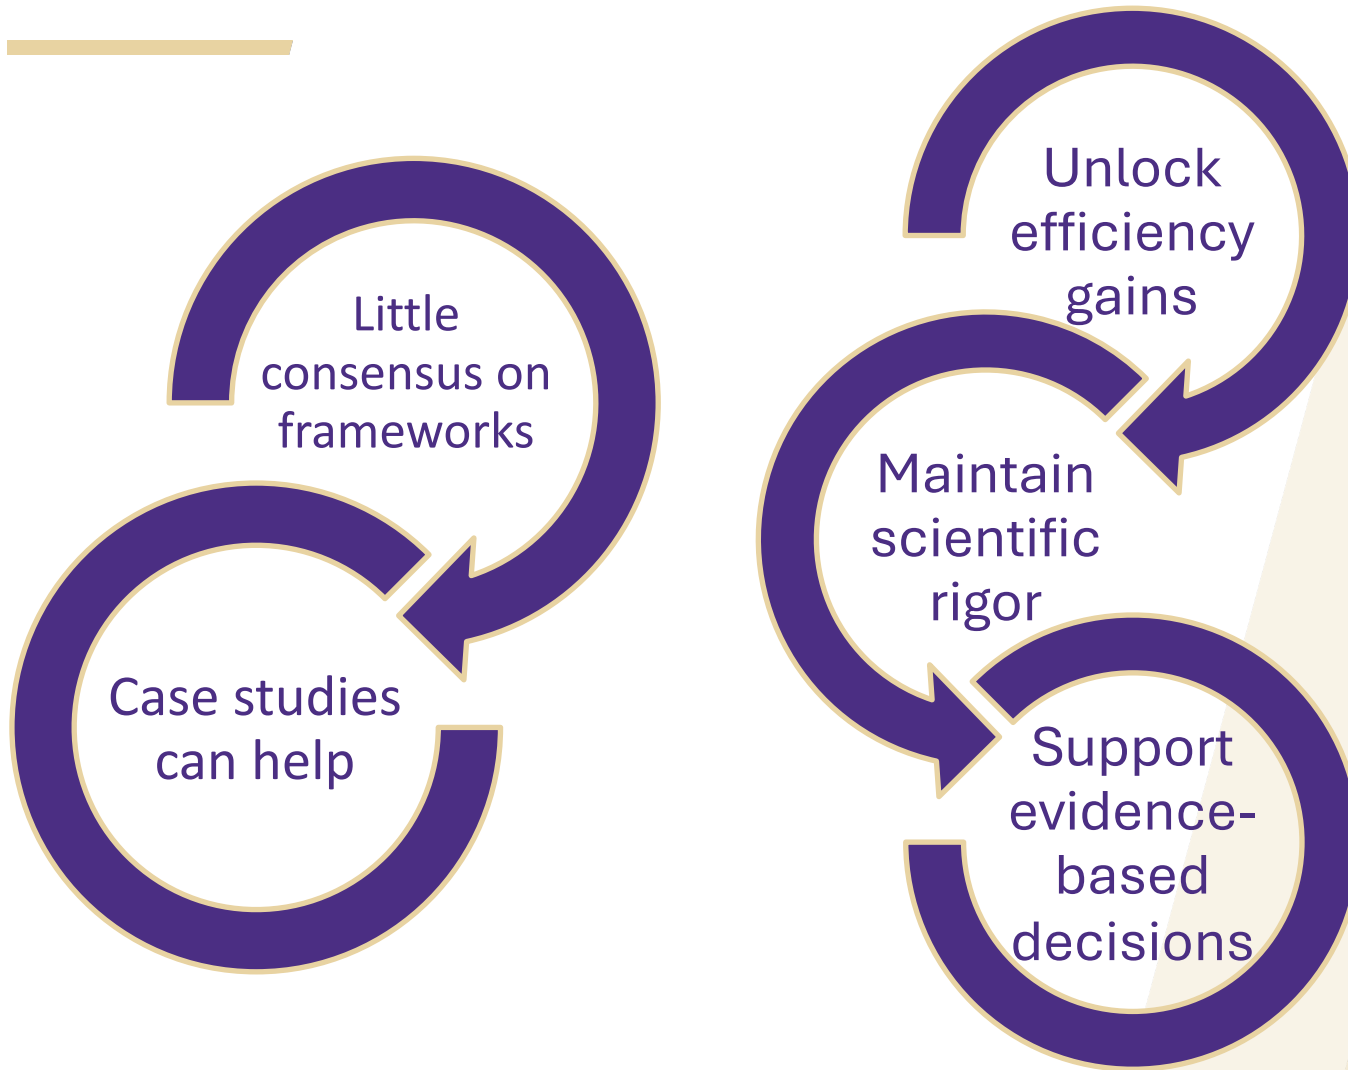 Little
consensus on
frameworks
Case studies
can help
Unlock
efficiency
gains
Maintain
scientific
rigor
Support
evidence-
based
decisions